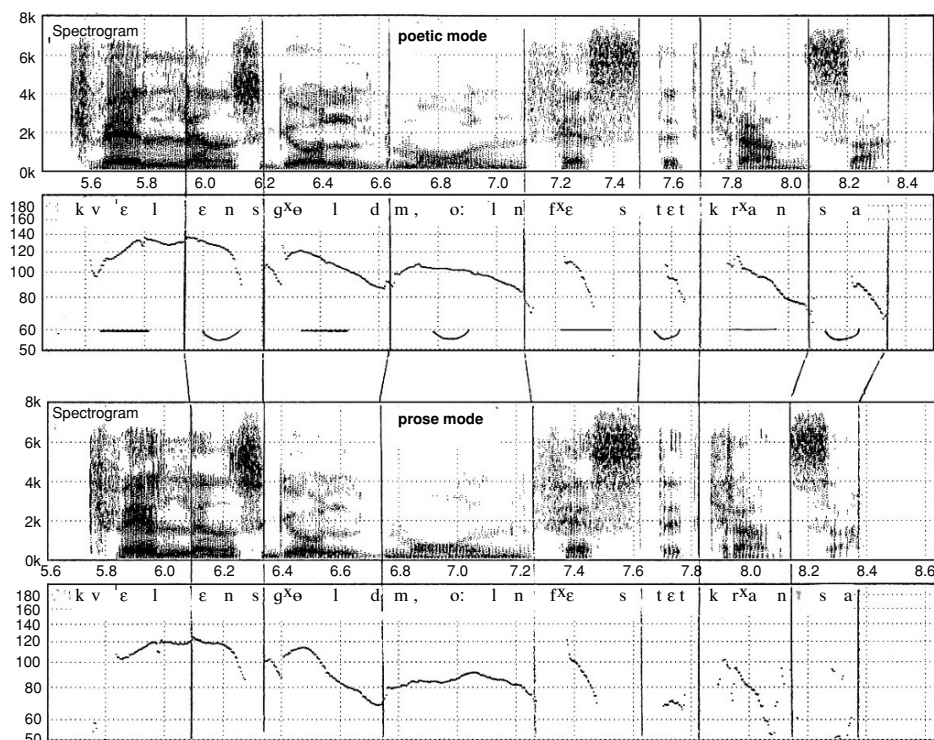 8k
Spectrogram
poetic mode
6k
4k
2k
0k
5.6 5.8 6.0 6.2 6.4 6.6 6.8 7.0 7.2 7.4 7.6 7.8 8.0 8.2 8.4
180
160
k v ˈɛ l ɛ n s gˣɵ l d m , o: l n fˣɛ s t ɛ t k rˣa n s a
140
120
100
80
60
50
8k
Spectrogram
prose mode
6k
4k
2k
0k
5.6 5.8 6.0 6.2 6.4 6.6 6.8 7.0 7.2 7.4 7.6 7.8 8.0 8.2 8.4 8.6
180
k v ˈɛ l ɛ n s gˣɵ l d m , o: l n fˣɛ s t ɛ t k rˣa n s a
160
140
120
100
80
60
50